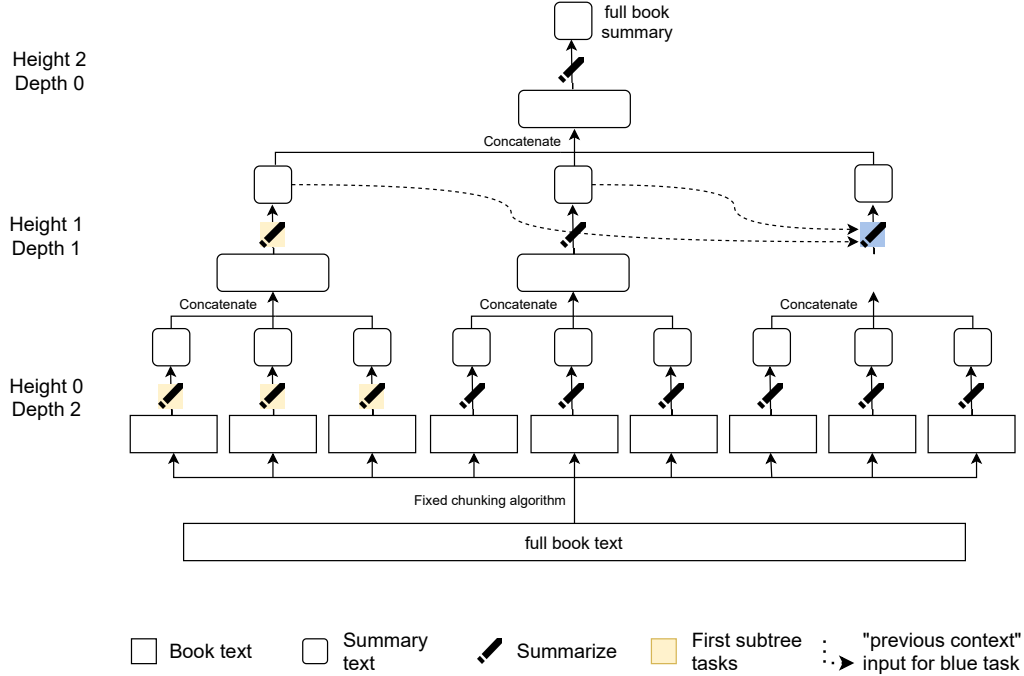 full book
summary
Height 2
Depth 0
Concatenate
Height 1
Depth 1
Concatenate
Concatenate
Concatenate
Height 0
Depth 2
Fixed chunking algorithm
full book text
Book text
Summary
text
Summarize
First subtree
tasks
"previous context"
input for blue task